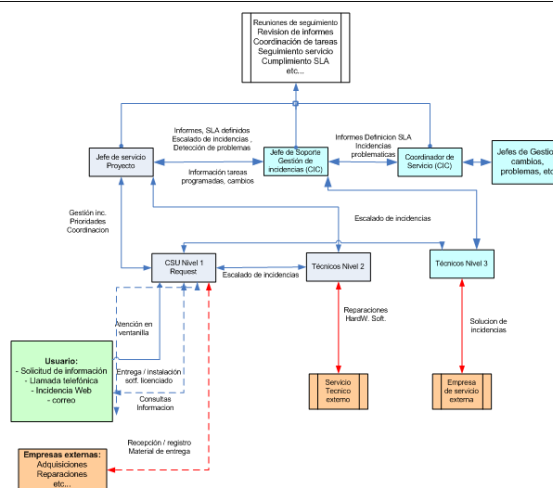 Reuniones de seguimiento
Revision de informes
Coordinación de tareas
Seguimiento servicio
Cumplimiento SLA
etc...
Informes, SLA definidos
Escalado de incidencias ,
Detección de problemas
Informes Definicion SLA
Incidencias
problematicas
Jefe de servicio
Proyecto
Jefe de Soporte
Gestión de
incidencias (CIC)
Coordinador de
Servicio (CIC)
Jefes de Gestio
cambios,
problemas, etc
Información tareas
programadas, cambios
Gestión inc.
Prioridades
Coordinacion
Escalado de incidencias
CSU Nivel 1
Request
Escalado de incidencias
Técnicos Nivel 2
Técnicos Nivel 3
Reparaciones
HardW. Soft.
Solucion de
incidencias
Atención en
ventanilla
Usuario:
- Solicitud de información
- Llamada telefónica
- Incidencia Web
- correo
Entrega / instalación
soff. licenciado
Consultas
Informacion
Servicio
Tecnico
externo
Empresa
de servicio
externa
Recepción / registro
Material de entrega
Empresas externas:
Adquisiciones
Reparaciones
etc...